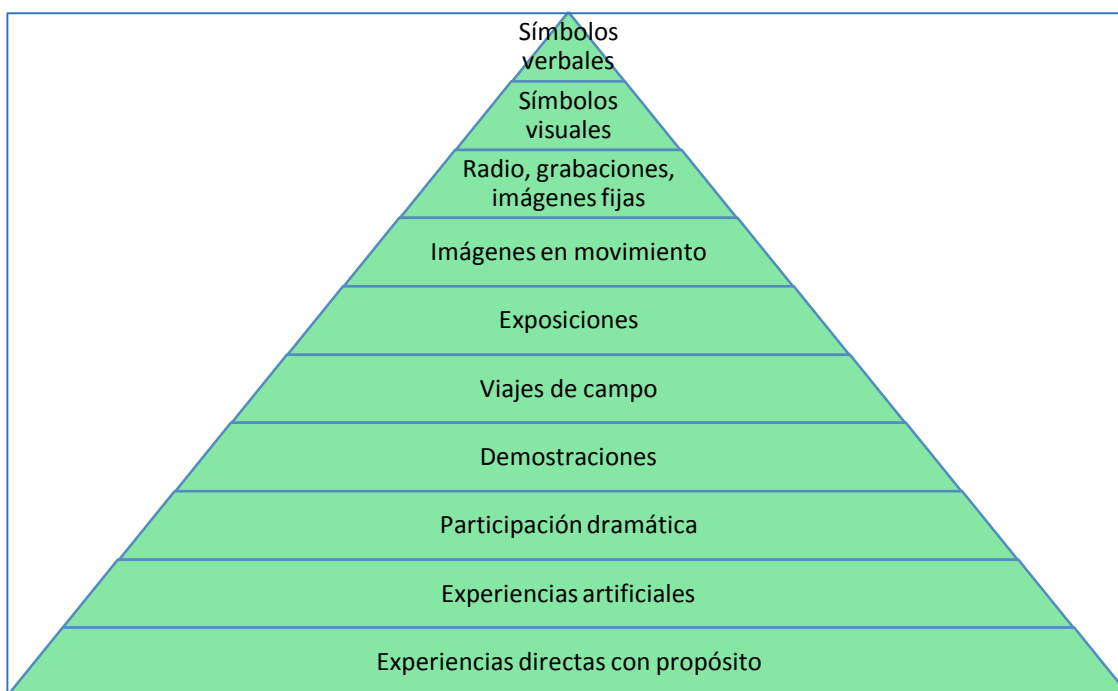 Símbolos
verbales
Símbolos
visuales
Radio, grabaciones,
imágenes fijas
Imágenes en movimiento
Exposiciones
Viajes de campo
Demostraciones
Participación dramática
Experiencias artificiales
Experiencias directas con propósito